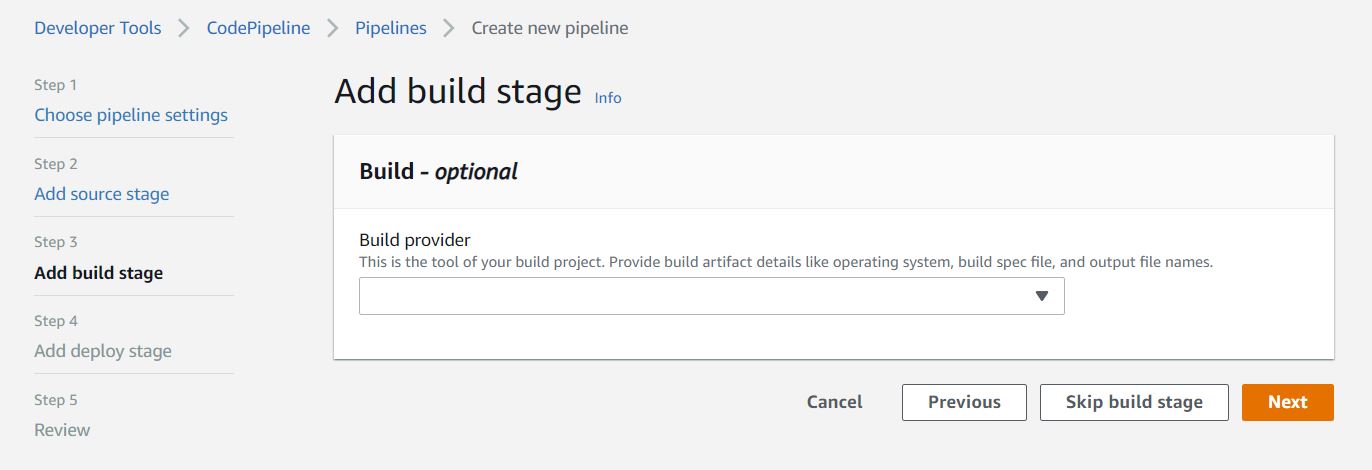 Developer Tools > CodePipeline > Pipelines > Create new pipeline
Step 1
Choose pipeline settings
Step 2
Add source stage
Step 3
Add build stage
Step 4
Add deploy stage
Step 5
Review
Add build stage Info
Build - optional
Build provider
This is the tool of your build project. Provide build artifact details like operating system, build spec file, and output file names.
Cancel Previous Skip build stage Next